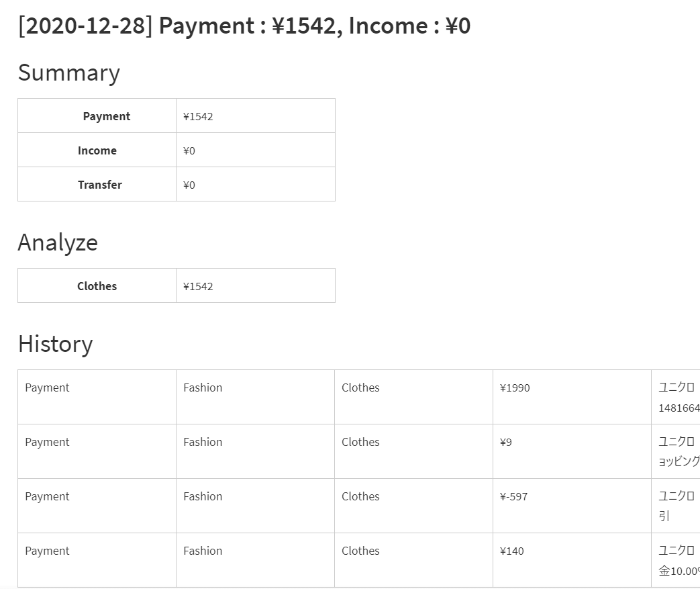 [2020-12-28] Payment : ¥1542, Income : ¥0
Summary
Payment ¥1542
Income ¥0
Transfer ¥0
Analyze
Clothes ¥1542
History
Payment Fashion Clothes ¥1990 ユニクロ
1481664
Payment Fashion Clothes ¥9 ユニクロ
ョッピング
Payment Fashion Clothes ¥-597 ユニクロ
引
Payment Fashion Clothes ¥140 ユニクロ
金10.00